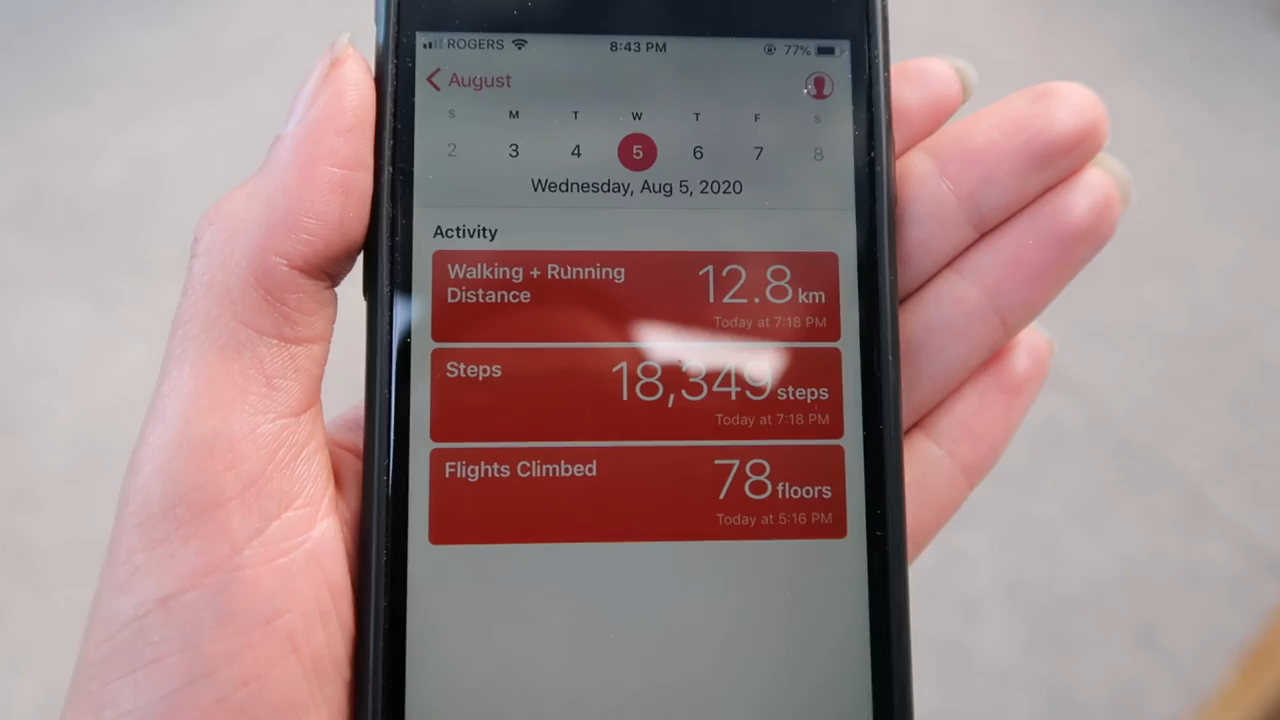 ROGERS 8:43 PM 77%
August
S M T W T F S
2 3 4 5 6 7 8
Wednesday, Aug 5, 2020
Activity
Walking + Running 12.8 km
Distance
Today at 7:18 PM
Steps 18,349 steps
Today at 7:18 PM
Flights Climbed 78 floors
Today at 5:16 PM